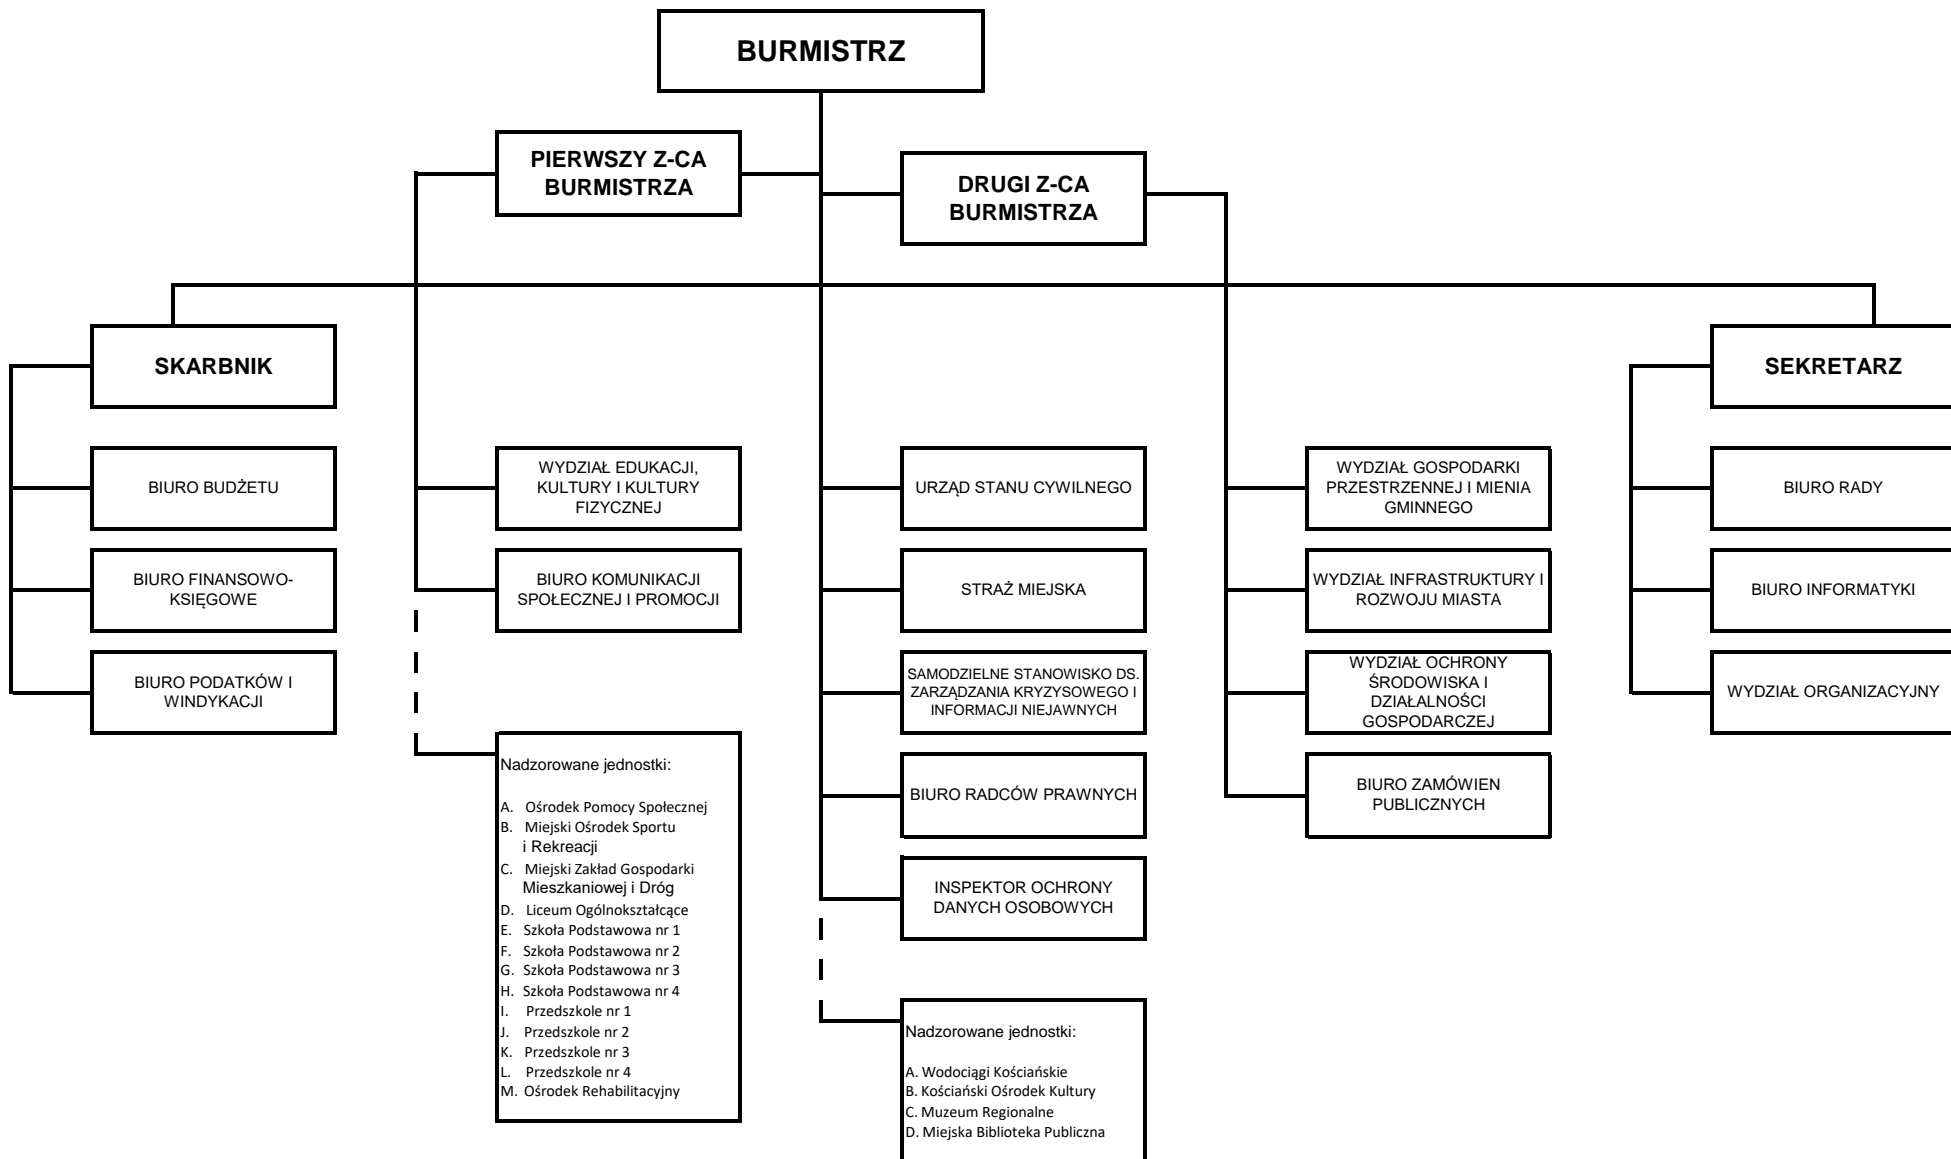 BURMISTRZ
PIERWSZY Z-CA
BURMISTRZA
DRUGI Z-CA
BURMISTRZA
SKARBNIK
SEKRETARZ
BIURO BUDŻETU
BIURO FINANSOWO-
KSIĘGOWE
BIURO PODATKÓW I
WINDYKACJI
WYDZIAŁ EDUKACJI,
KULTURY I KULTURY
FIZYCZNEJ
BIURO KOMUNIKACJI
SPOŁECZNEJ I PROMOCJI
Nadzorowane jednostki:
A. Ośrodek Pomocy Społecznej
B. Miejski Ośrodek Sportu
i Rekreacji
C. Miejski Zakład Gospodarki
Mieszkaniowej i Dróg
D. Liceum Ogólnokształcące
E. Szkoła Podstawowa nr 1
F. Szkoła Podstawowa nr 2
G. Szkoła Podstawowa nr 3
H. Szkoła Podstawowa nr 4
I. Przedszkole nr 1
J. Przedszkole nr 2
K. Przedszkole nr 3
L. Przedszkole nr 4
M. Ośrodek Rehabilitacyjny
URZĄD STANU CYWILNEGO
STRAŻ MIEJSKA
SAMODZIELNE STANOWISKO DS.
ZARZĄDZANIA KRYZYSOWEGO I
INFORMACJI NIEJAWNYCH
BIURO RADCÓW PRAWNYCH
INSPEKTOR OCHRONY
DANYCH OSOBOWYCH
Nadzorowane jednostki:
A. Wodociągi Kościańskie
B. Kościański Ośrodek Kultury
C. Muzeum Regionalne
D. Miejska Biblioteka Publiczna
WYDZIAŁ GOSPODARKI
PRZESTRZENNEJ I MIENIA
GMINNEGO
WYDZIAŁ INFRASTRUKTURY I
ROZWOJU MIASTA
WYDZIAŁ OCHRONY
ŚRODOWISKA I
DZIAŁALNOŚCI
GOSPODARCZEJ
BIURO ZAMÓWIEN
PUBLICZNYCH
BIURO RADY
BIURO INFORMATYKI
WYDZIAŁ ORGANIZACYJNY